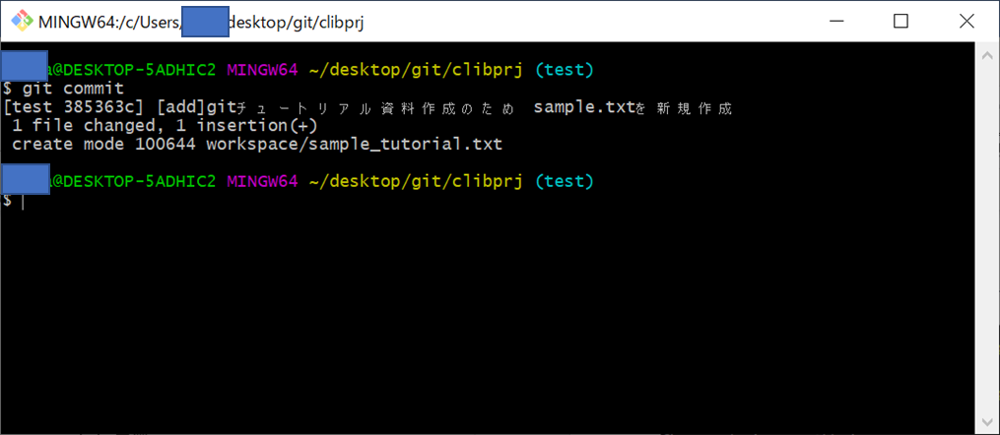 MINGW64:/c/Users/ desktop/git/clibprj
a@DESKTOP-5ADHIC2 MINGW64 ~/desktop/git/clibprj (test)
$ git commit
[test 385363c] [add]gitチュートリアル資料作成のため sample.txtを新規作成
1 file changed, 1 insertion(+)
create mode 100644 workspace/sample_tutorial.txt
a@DESKTOP-5ADHIC2 MINGW64 ~/desktop/git/clibprj (test)
$